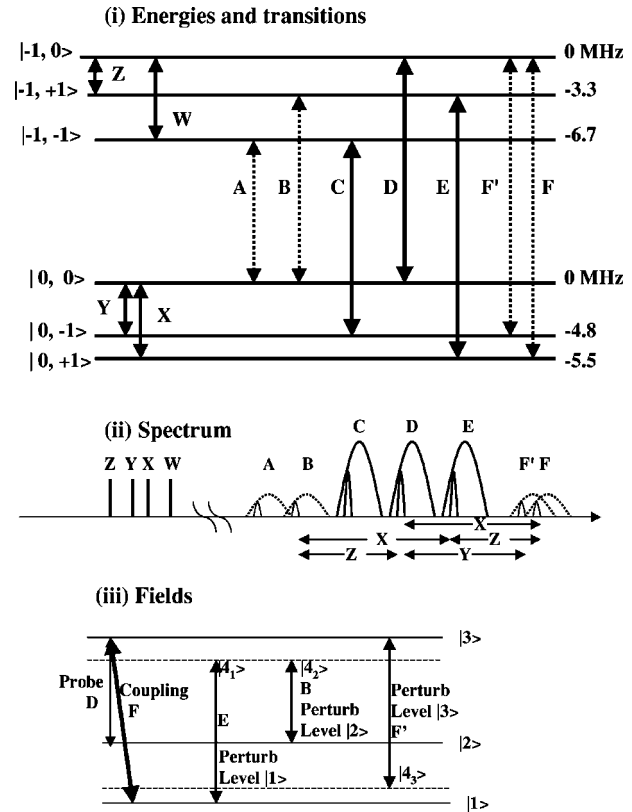 (i) Energies and transitions
|-1, 0>
0 MHz
Z
|-1, +1>
-3.3
W
|-1, -1>
-6.7
A B C D E F' F
|0, 0>
0 MHz
Y X
|0, -1>
-4.8
|0, +1>
-5.5
(ii) Spectrum
C D E
Z Y X W
A B
F' F
X
X Z
Z Y
(iii) Fields
|3>
|4₁> |4₂>
Probe Coupling
D F
B
Perturb
Level |2>
Perturb
Level |3>
F'
E
|2>
Perturb
Level |1>
|4₃>
|1>